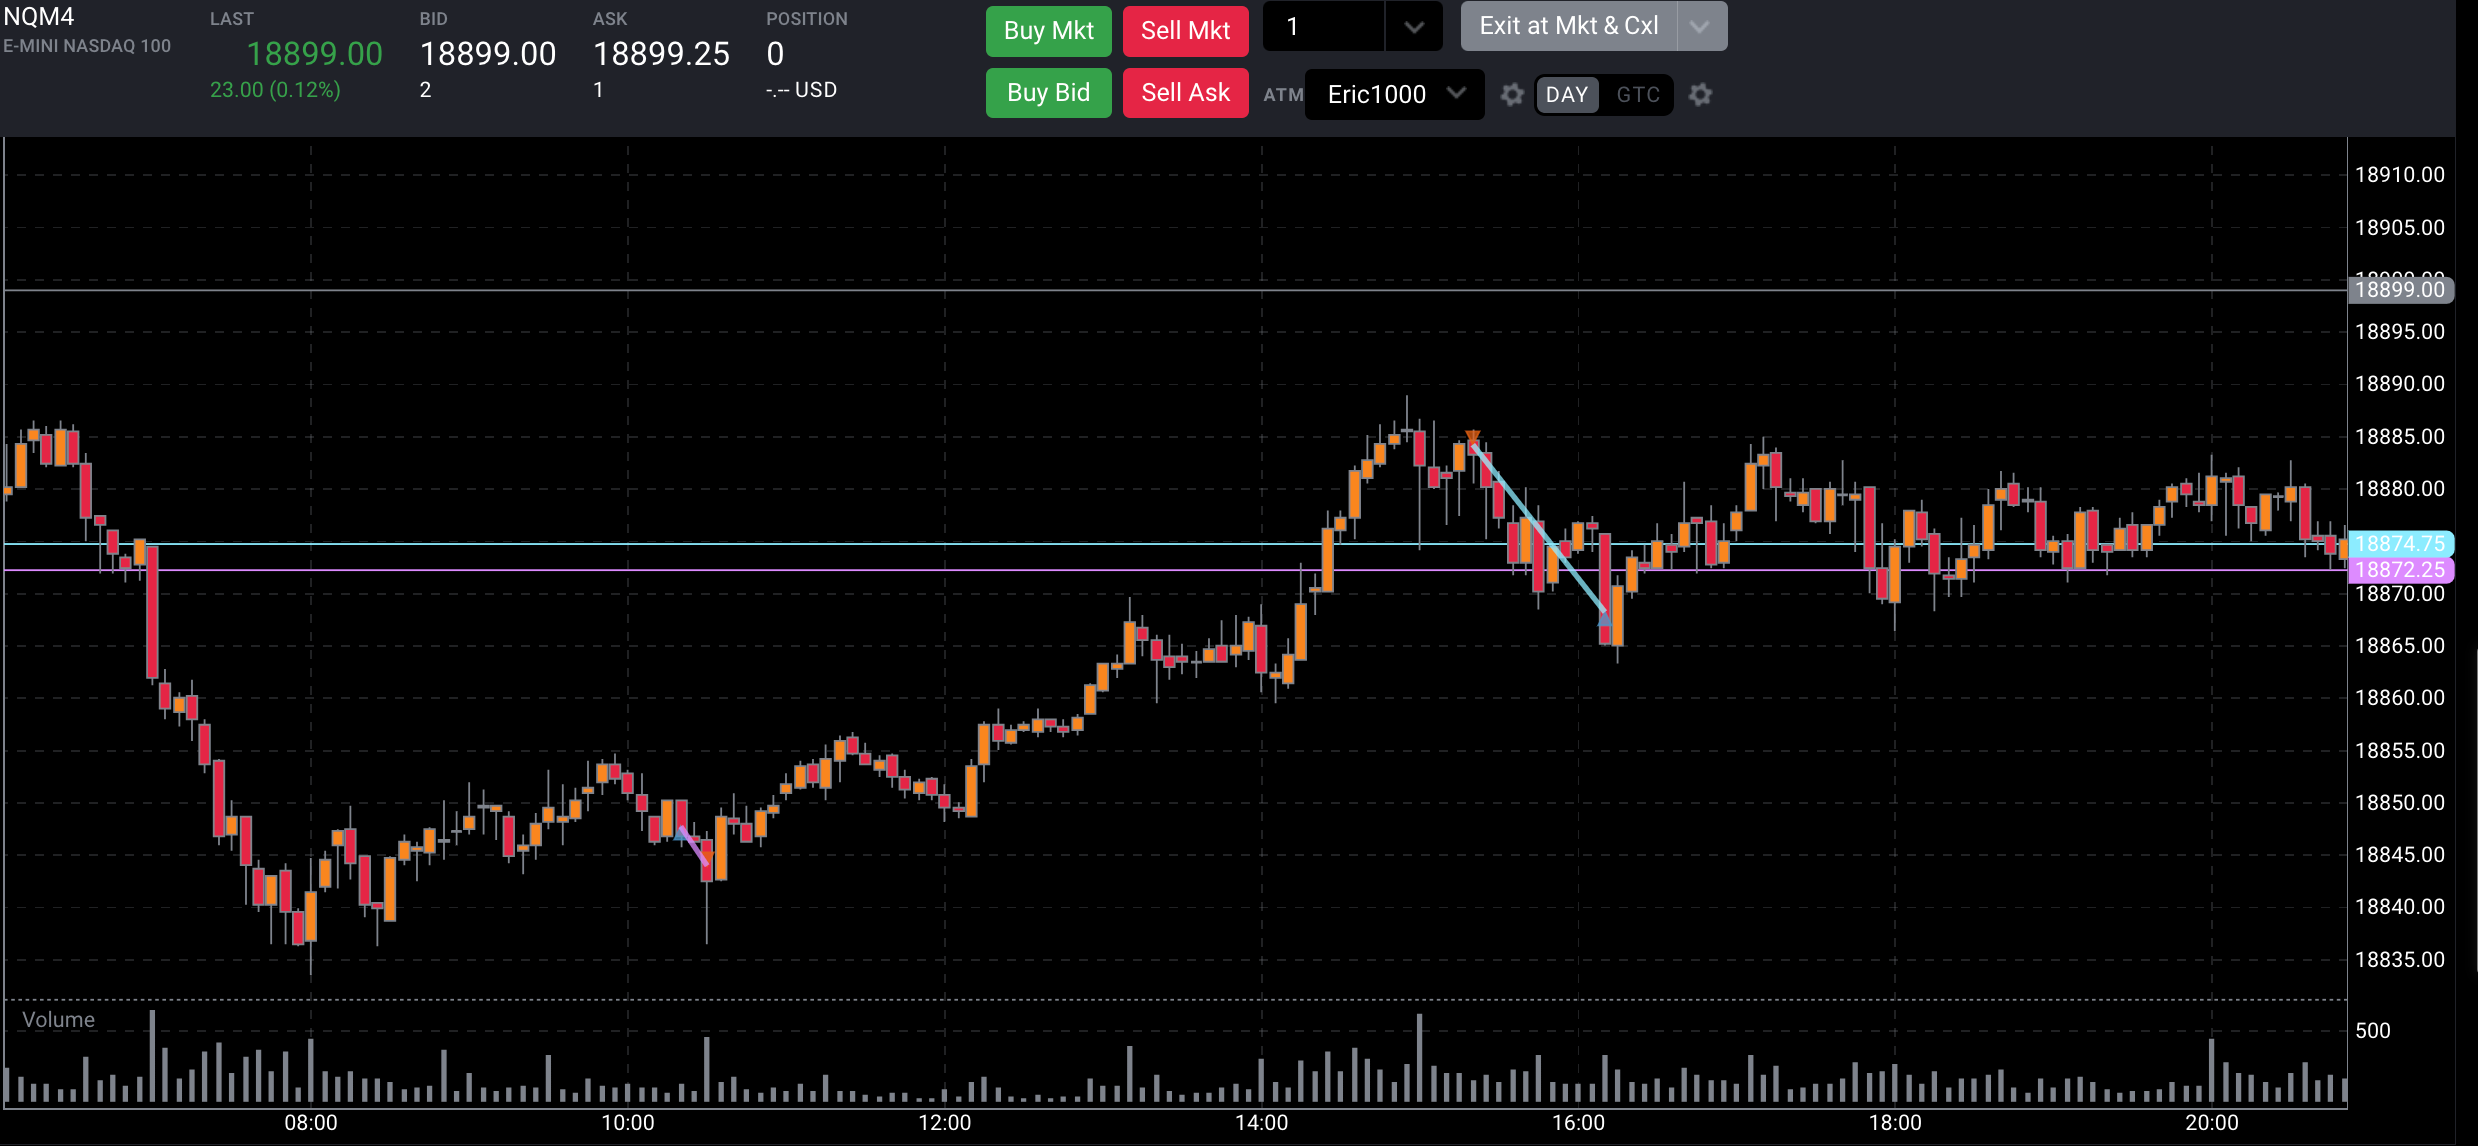 NQM4
E-MINI NASDAQ 100
LAST
18899.00
23.00 (0.12%)
BID
18899.00
2
ASK
18899.25
1
POSITION
0
-.-- USD
Buy Mkt
Sell Mkt
1
Exit at Mkt & Cxl
Buy Bid
Sell Ask
ATM
Eric1000
DAY
GTC
18910.00
18905.00
18899.00
18895.00
18890.00
18885.00
18880.00
18874.75
18872.25
18870.00
18865.00
18860.00
18855.00
18850.00
18845.00
18840.00
18835.00
Volume
500
08:00
10:00
12:00
14:00
16:00
18:00
20:00